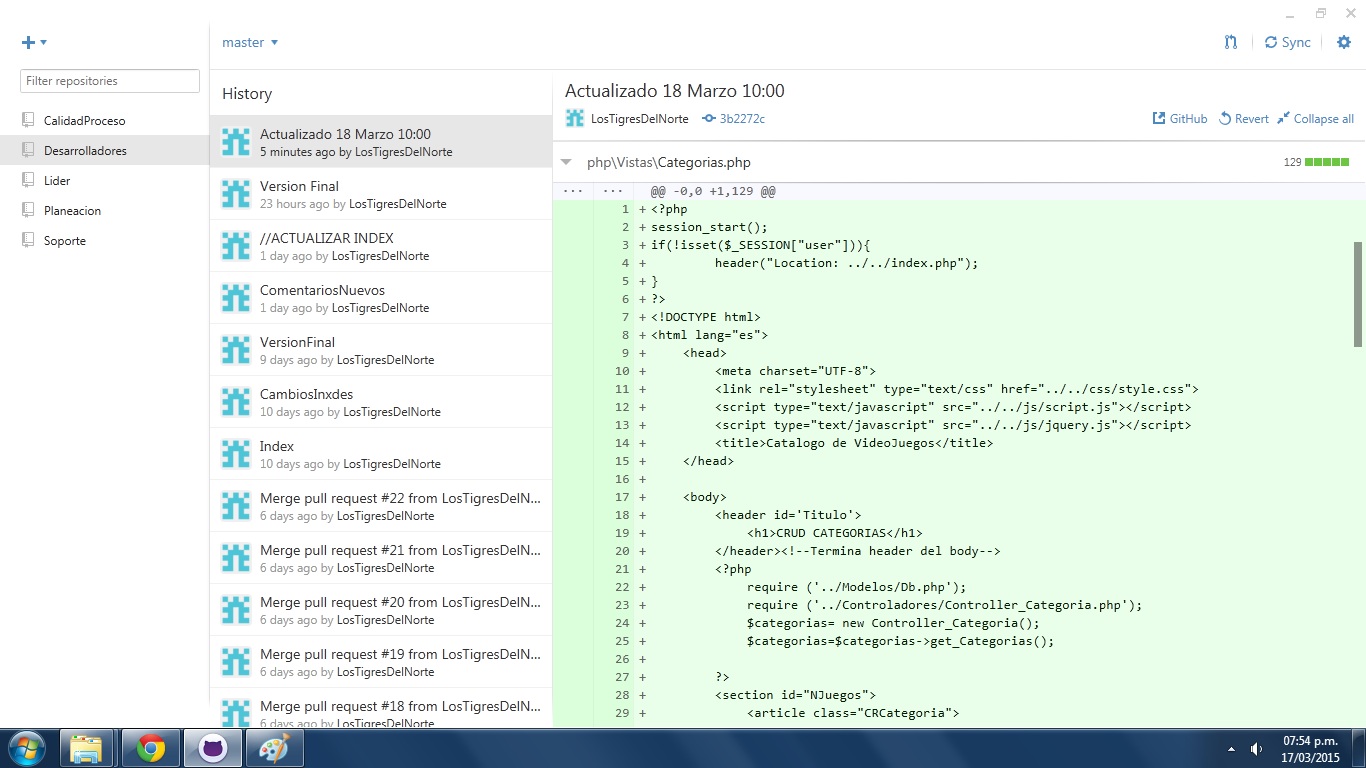 master
Sync
Filter repositories
CalidadProceso
Desarrolladores
Lider
Planeacion
Soporte
History
Actualizado 18 Marzo 10:00
5 minutes ago by LosTigresDelNorte
Version Final
23 hours ago by LosTigresDelNorte
//ACTUALIZAR INDEX
1 day ago by LosTigresDelNorte
ComentariosNuevos
1 day ago by LosTigresDelNorte
VersionFinal
9 days ago by LosTigresDelNorte
CambiosInxdes
10 days ago by LosTigresDelNorte
Index
10 days ago by LosTigresDelNorte
Merge pull request #22 from LosTigresDelN...
6 days ago by LosTigresDelNorte
Merge pull request #21 from LosTigresDelN...
6 days ago by LosTigresDelNorte
Merge pull request #20 from LosTigresDelN...
6 days ago by LosTigresDelNorte
Merge pull request #19 from LosTigresDelN...
6 days ago by LosTigresDelNorte
Merge pull request #18 from LosTigresDelN...
6 days ago by LosTigresDelNorte
Actualizado 18 Marzo 10:00
LosTigresDelNorte 3b2272c GitHub Revert Collapse all
php\Vistas\Categorias.php 129
... ... @@ -0,0 +1,129 @@
1 +<?php
2 +session_start();
3 +if(!isset($_SESSION["user"])){
4 + header("Location: ../../index.php");
5 +}
6 +?>
7 +<!DOCTYPE html>
8 +<html lang="es">
9 + <head>
10 + <meta charset="UTF-8">
11 + <link rel="stylesheet" type="text/css" href="../../css/style.css">
12 + <script type="text/javascript" src="../../js/script.js"></script>
13 + <script type="text/javascript" src="../../js/jquery.js"></script>
14 + <title>Catalogo de VideoJuegos</title>
15 + </head>
16 +
17 + <body>
18 + <header id='Titulo'>
19 + <h1>CRUD CATEGORIAS</h1>
20 + </header><!--Termina header del body-->
21 + <?php
22 + require ('../Modelos/Db.php');
23 + require ('../Controladores/Controller_Categoria.php');
24 + $categorias= new Controller_Categoria();
25 + $categorias=$categorias->get_Categorias();
26 +
27 + ?>
28 + <section id="NJuegos">
29 + <article class="CRCategoria">
07:54 p.m.
17/03/2015